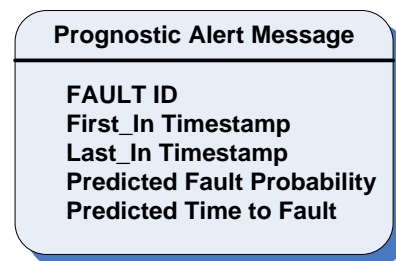 Prognostic Alert Message
FAULT ID
First_In Timestamp
Last_In Timestamp
Predicted Fault Probability
Predicted Time to Fault